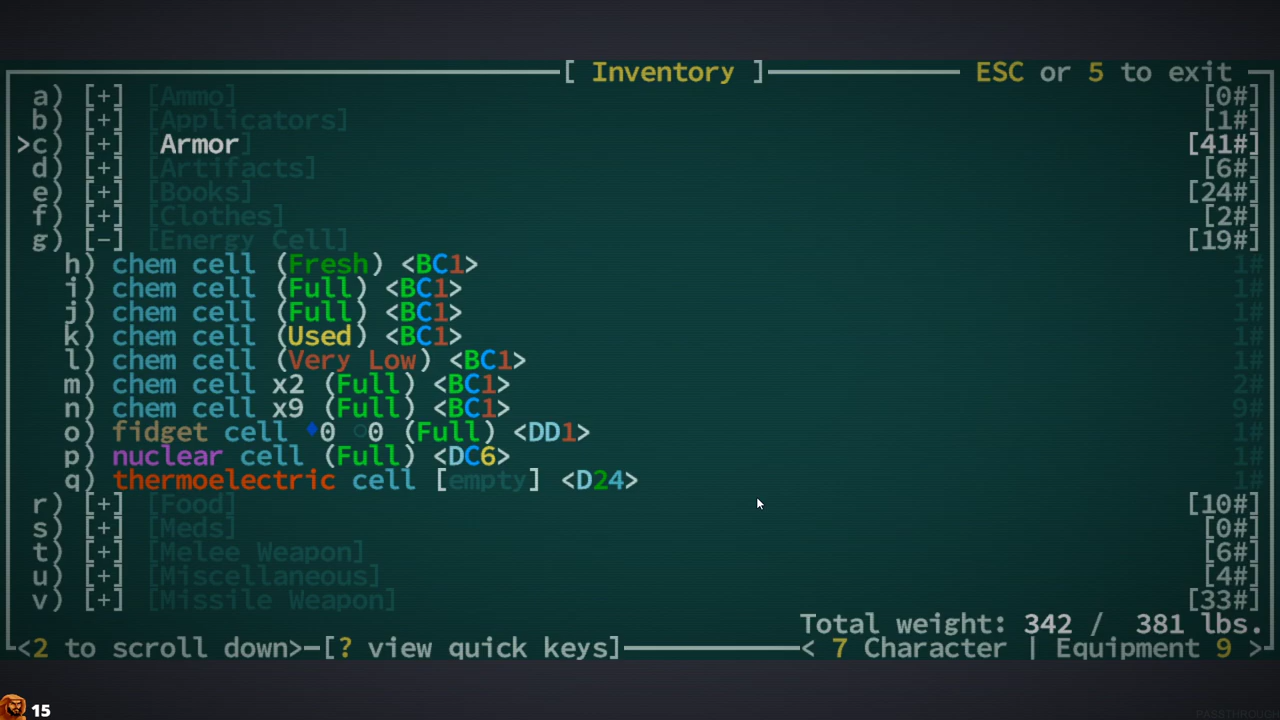 [ Inventory ] ESC or 5 to exit
a) [+] [Ammo] [0#]
b) [+] [Applicators] [1#]
>c) [+] Armor] [41#]
d) [+] [Artifacts] [6#]
e) [+] [Books] [24#]
f) [+] [Clothes] [2#]
g) [-] [Energy Cell] [19#]
h) chem cell (Fresh) <BC1> 1#
i) chem cell (Full) <BC1> 1#
j) chem cell (Full) <BC1> 1#
k) chem cell (Used) <BC1> 1#
l) chem cell (Very Low) <BC1> 1#
m) chem cell x2 (Full) <BC1> 2#
n) chem cell x9 (Full) <BC1> 9#
o) fidget cell ♦0 ○0 (Full) <DD1> 1#
p) nuclear cell (Full) <DC6> 1#
q) thermoelectric cell [empty] <D24> 1#
r) [+] [Food] [10#]
s) [+] [Meds] [0#]
t) [+] [Melee Weapon] [6#]
u) [+] [Miscellaneous] [4#]
v) [+] [Missile Weapon] [33#]
Total weight: 342 / 381 lbs.
<2 to scroll down> [? view quick keys] < 7 Character | Equipment 9 >
15